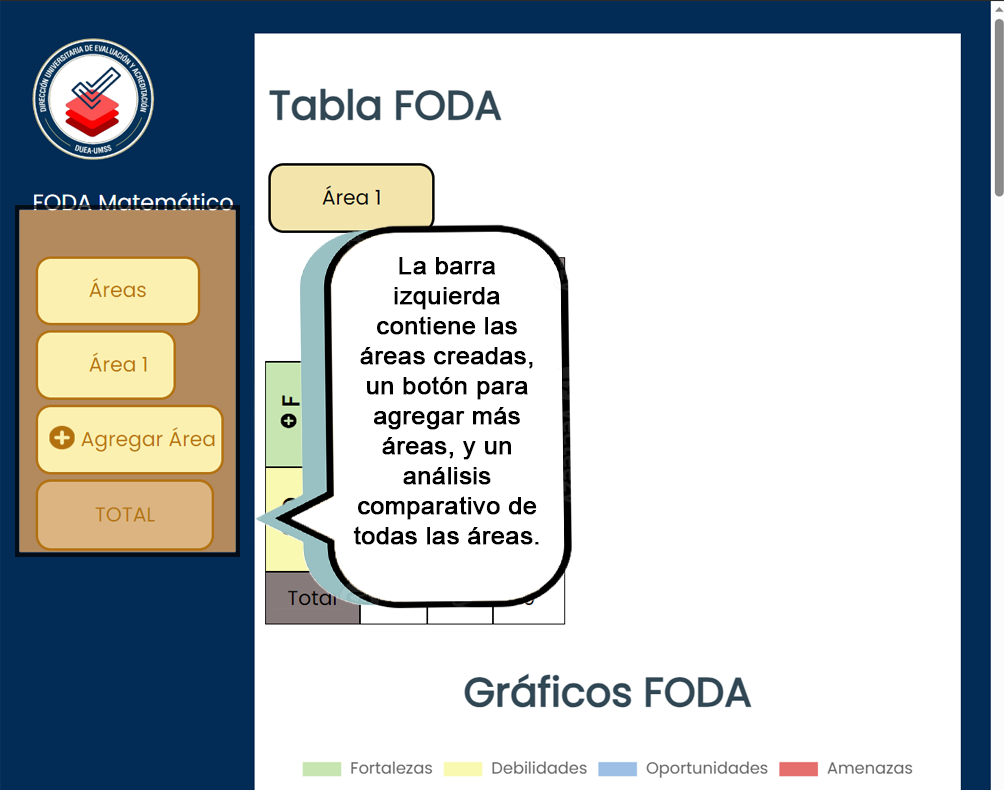 DIRECCIÓN UNIVERSITARIA DE EVALUACIÓN Y ACREDITACIÓN
DUEA-UMSS
FODA Matemático
Áreas
Área 1
Agregar Área
TOTAL
Tabla FODA
Área 1
La barra
izquierda
contiene las
áreas creadas,
un botón para
agregar más
áreas, y un
análisis
comparativo de
todas las áreas.
F
Total
Gráficos FODA
Fortalezas Debilidades Oportunidades Amenazas